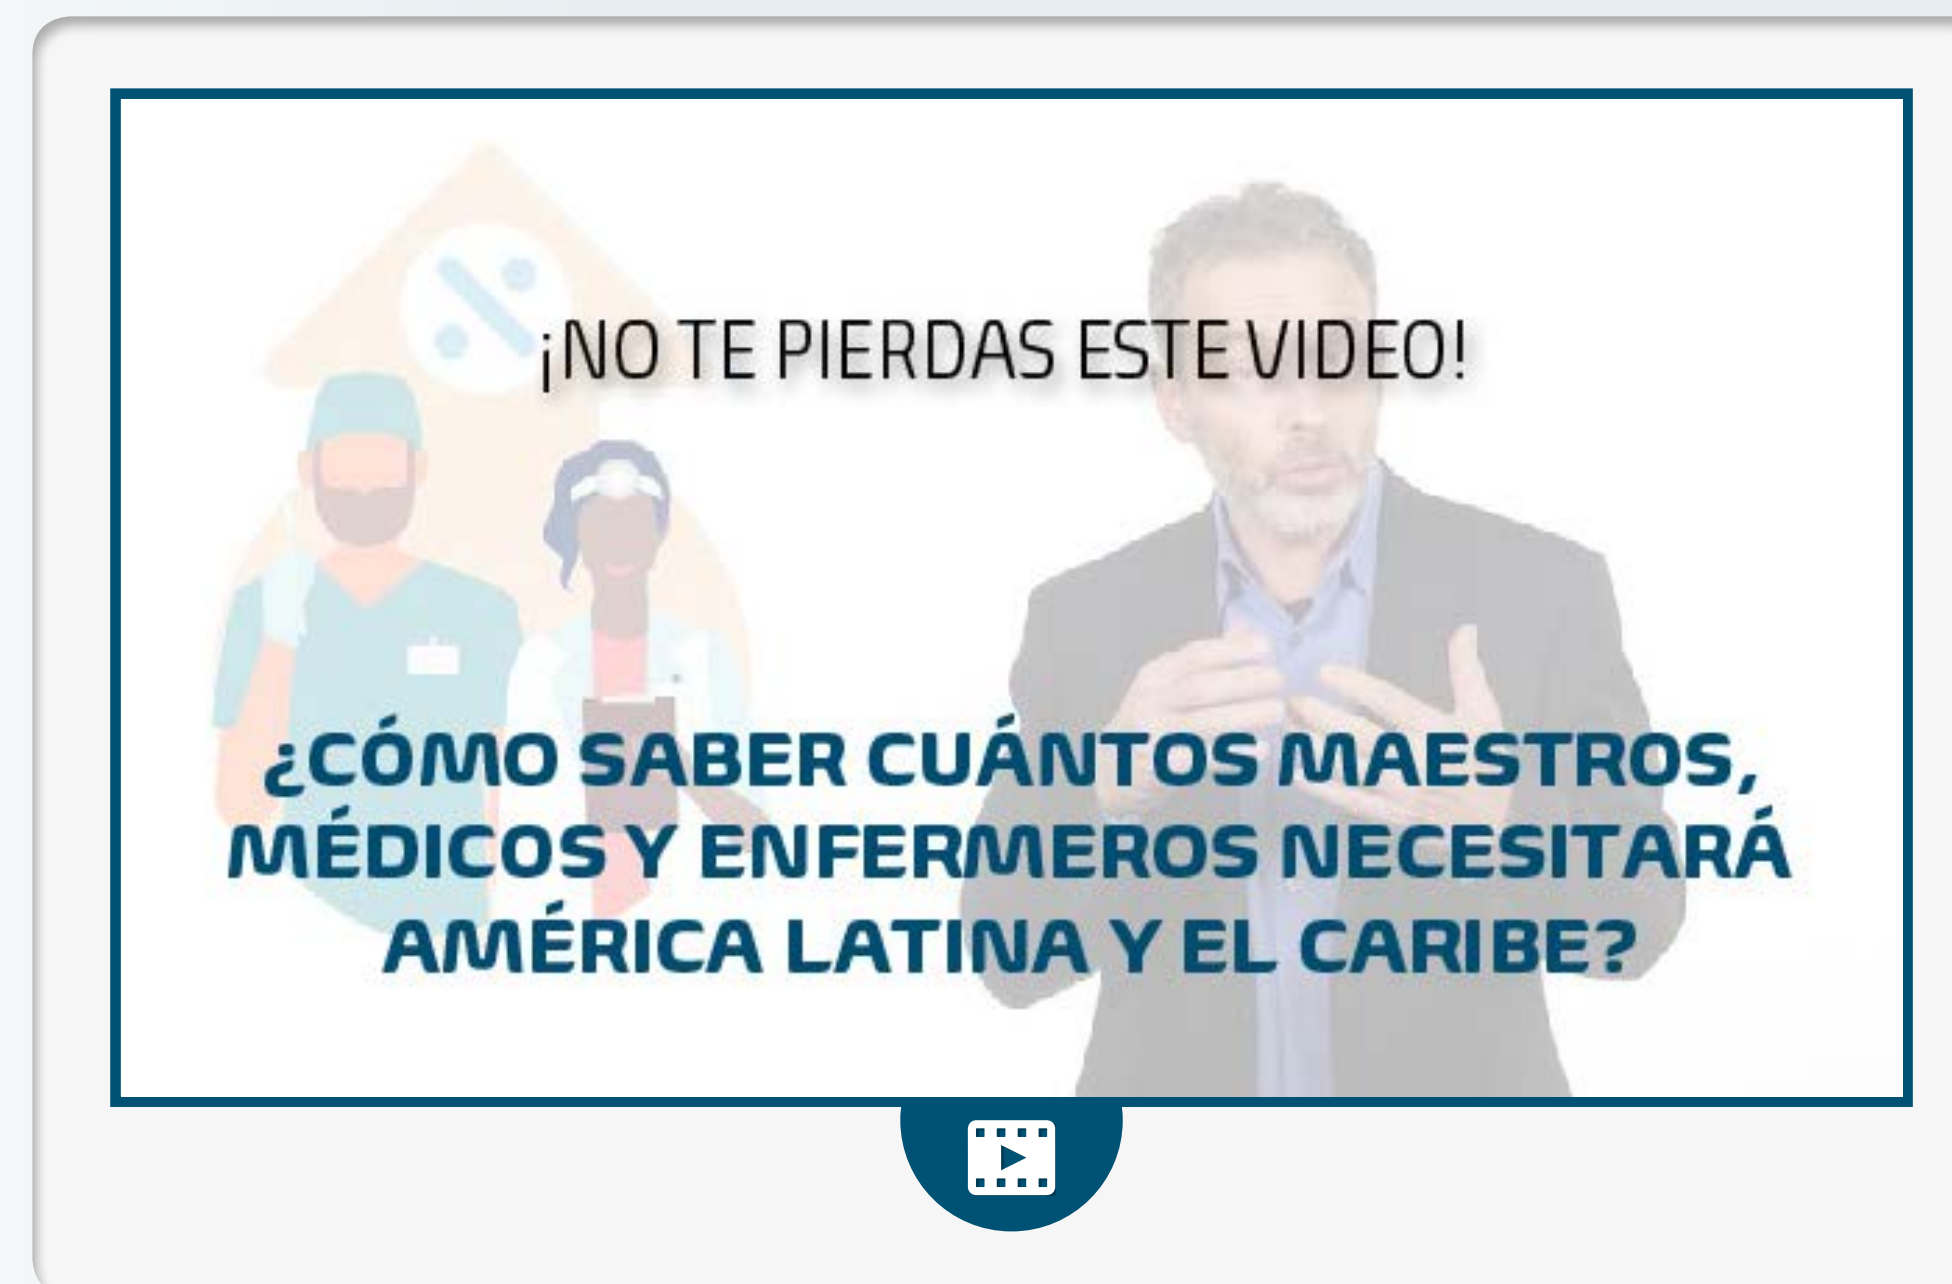 ¡NO TE PIERDAS ESTE VIDEO!
¿CÓMO SABER CUÁNTOS MAESTROS,
MÉDICOS Y ENFERMEROS NECESITARÁ
AMÉRICA LATINA Y EL CARIBE?